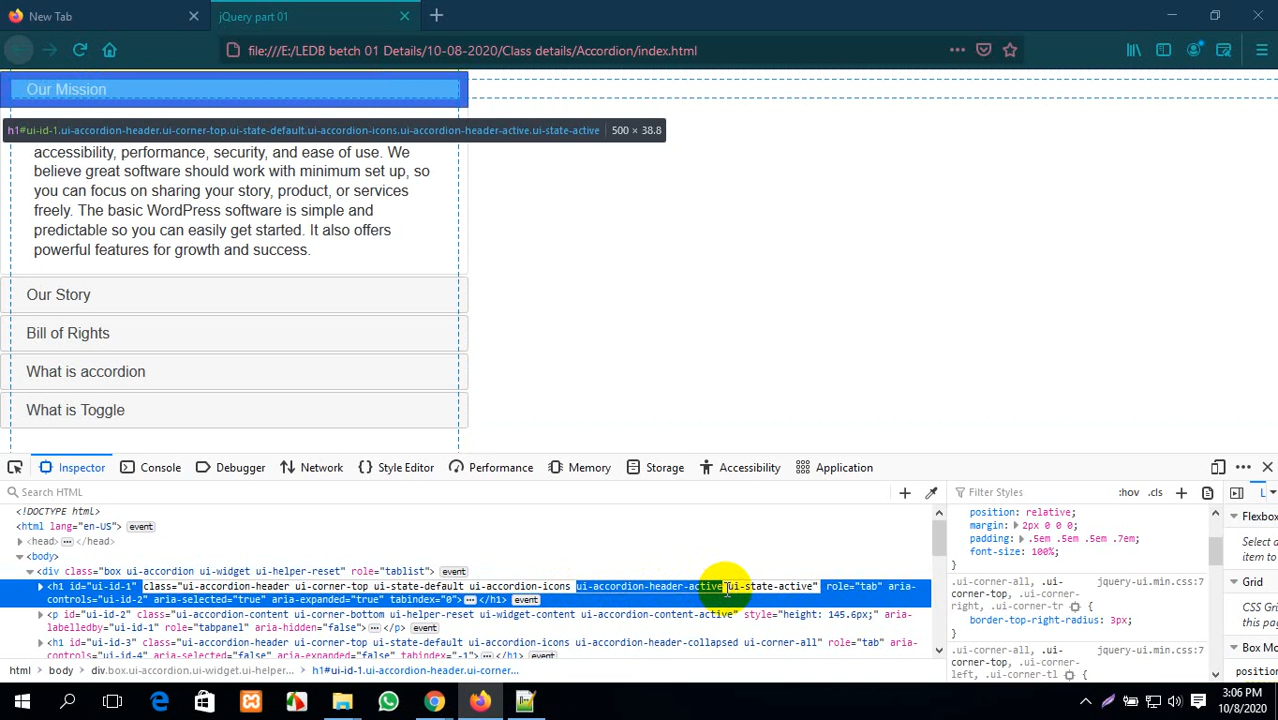 New Tab
jQuery part 01
file:///E:/LEDB betch 01 Details/10-08-2020/Class details/Accordion/index.html
Our Mission
h1#ui-id-1.ui-accordion-header.ui-corner-top.ui-state-default.ui-accordion-icons.ui-accordion-header-active.ui-state-active 500 × 38.8
accessibility, performance, security, and ease of use. We
believe great software should work with minimum set up, so
you can focus on sharing your story, product, or services
freely. The basic WordPress software is simple and
predictable so you can easily get started. It also offers
powerful features for growth and success.
Our Story
Bill of Rights
What is accordion
What is Toggle
Inspector Console Debugger Network Style Editor Performance Memory Storage Accessibility Application
Search HTML
Filter Styles :hov .cls L
<!DOCTYPE html>
<html lang="en-US"> event
<head> ··· </head>
<body>
<div class="box ui-accordion ui-widget ui-helper-reset" role="tablist"> event
<h1 id="ui-id-1" class="ui-accordion-header ui-corner-top ui-state-default ui-accordion-icons ui-accordion-header-active ui-state-active" role="tab" aria-
controls="ui-id-2" aria-selected="true" aria-expanded="true" tabindex="0"> ··· </h1> event
<p id="ui-id-2" class="ui-accordion-content ui-corner-bottom ui-helper-reset ui-widget-content ui-accordion-content-active" style="height: 145.6px;" aria-
labelledby="ui-id-1" role="tabpanel" aria-hidden="false"> ··· </p> event
<h1 id="ui-id-3" class="ui-accordion-header ui-corner-top ui-state-default ui-accordion-icons ui-accordion-header-collapsed ui-corner-all" role="tab" aria-
controls="ui-id-4" aria-selected="false" aria-expanded="false" tabindex="-1"> ··· </h1> event
html body div.box.ui-accordion.ui-widget.ui-helper... h1#ui-id-1.ui-accordion-header.ui-corner...
position: relative;
margin: 2px 0 0 0;
padding: .5em .5em .5em .7em;
font-size: 100%;
}
.ui-corner-all, .ui- jquery-ui.min.css:7
corner-top, .ui-corner-
right, .ui-corner-tr {
border-top-right-radius: 3px;
}
.ui-corner-all, .ui- jquery-ui.min.css:7
corner-top, .ui-corner-
left, .ui-corner-tl {
Flexbox
Select a
item to
Grid
CSS Grid
this pag
Box Mo
position
3:06 PM
10/8/2020